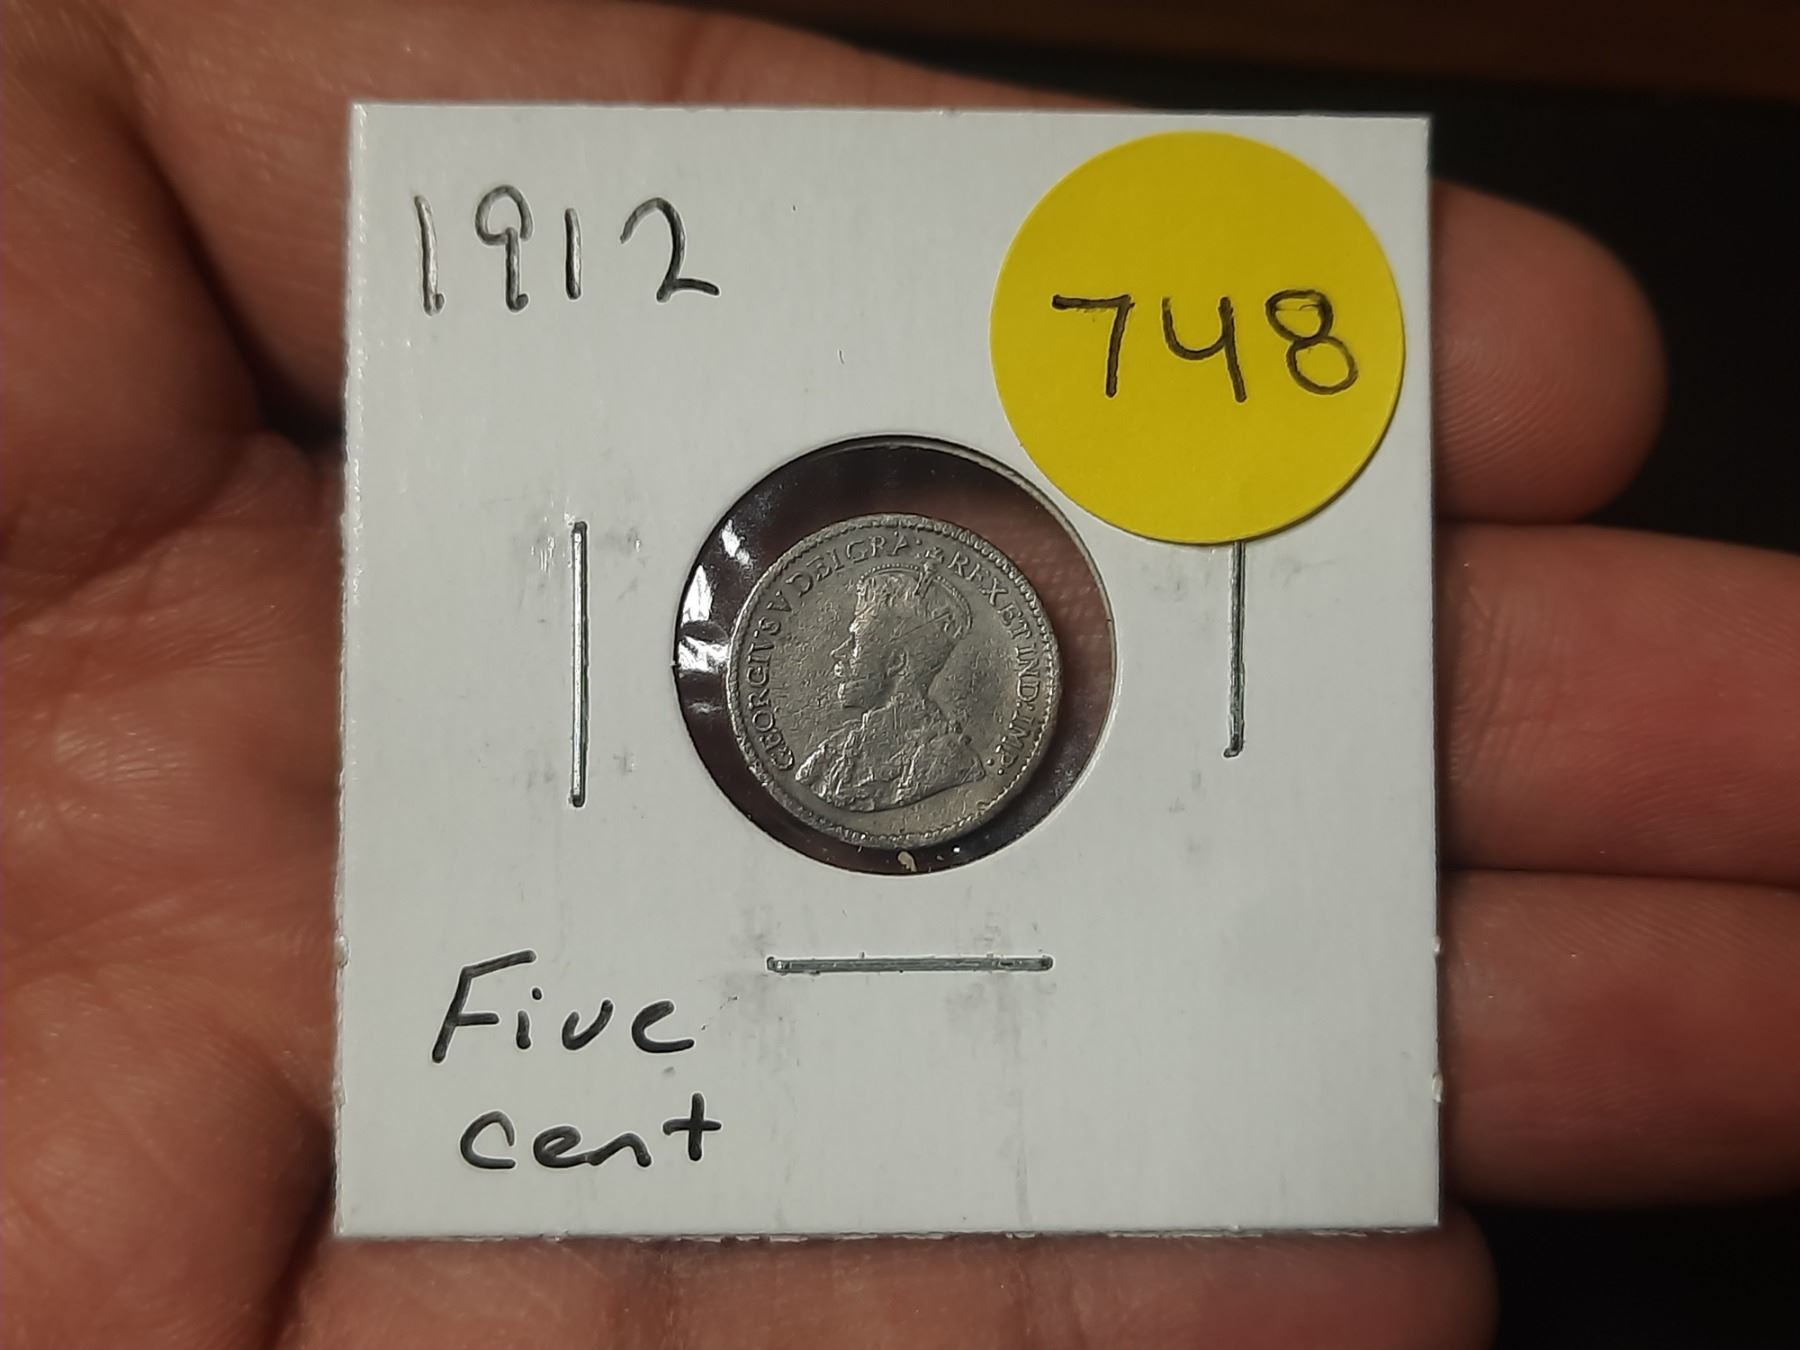 1912
748
GEORGIVS V DEI GRA: REX ET IND: IMP:
Five
cent